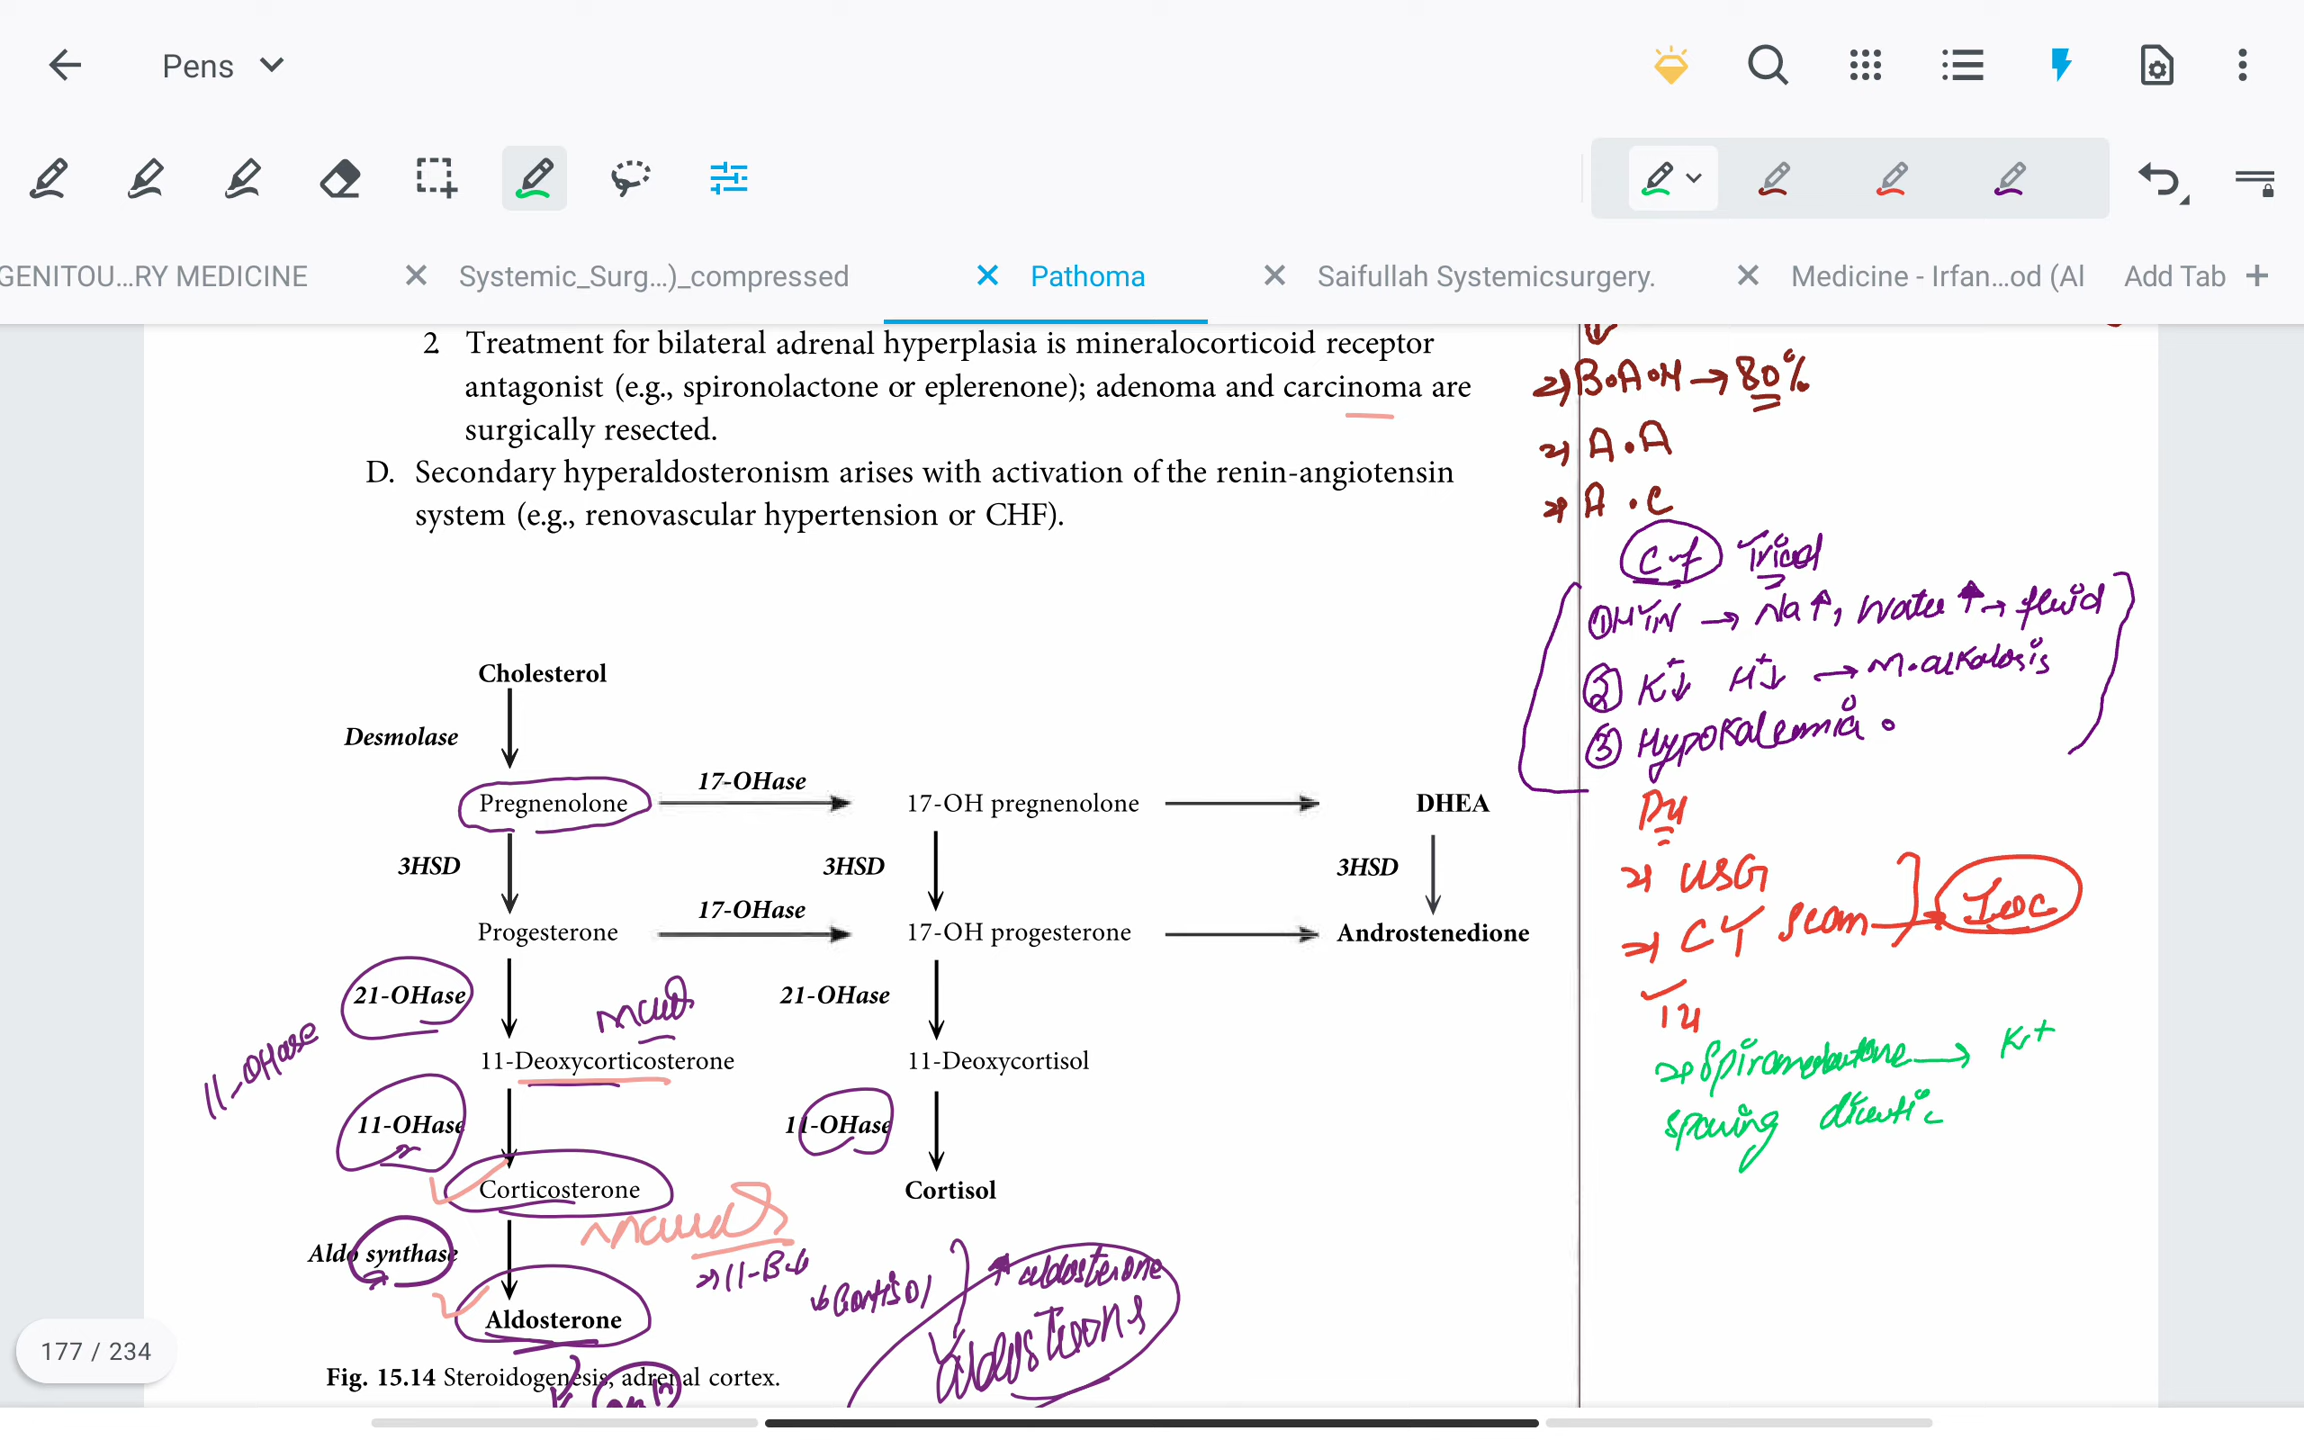 Pens
GENITOU...RY MEDICINE
Systemic_Surg...)_compressed
Pathoma
Saifullah Systemicsurgery.
Medicine - Irfan...od (Al
Add Tab +
2 Treatment for bilateral adrenal hyperplasia is mineralocorticoid receptor
antagonist (e.g., spironolactone or eplerenone); adenoma and carcinoma are
surgically resected.
D. Secondary hyperaldosteronism arises with activation of the renin-angiotensin
system (e.g., renovascular hypertension or CHF).
Cholesterol
Desmolase
Pregnenolone
17-OHase
17-OH pregnenolone
DHEA
3HSD
3HSD
3HSD
Progesterone
17-OHase
17-OH progesterone
Androstenedione
21-OHase
21-OHase
11-OHase
11-Deoxycorticosterone
11-Deoxycortisol
11-OHase
11-OHase
Corticosterone
Cortisol
Aldo synthase
Aldosterone
↓ Cortisol
↑ aldosterone
Fig. 15.14 Steroidogenesis, adrenal cortex.
B.A.H → 80%
A.A
A.C
C-f Triad
① HTN → Na↑, Water ↑→ fluid
② K+↓ H+↓ → M.alkalosis
③ Hypokalemia
⇒ USG
⇒ CT scan
→ K+
sparing diuetic
177 / 234